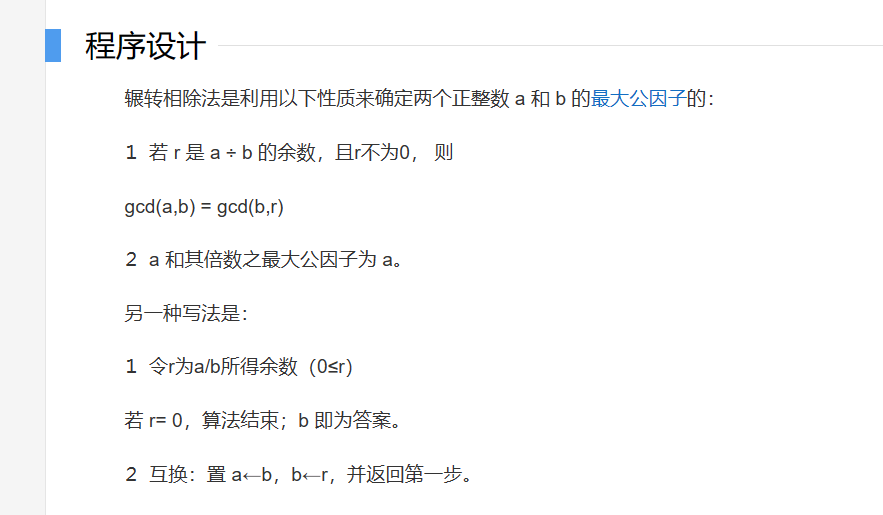 程序设计
辗转相除法是利用以下性质来确定两个正整数 a 和 b 的最大公因子的：
1 若 r 是 a ÷ b 的余数，且r不为0， 则
gcd(a,b) = gcd(b,r)
2 a 和其倍数之最大公因子为 a。
另一种写法是：
1 令r为a/b所得余数（0≤r）
若 r= 0，算法结束；b 即为答案。
2 互换：置 a←b，b←r，并返回第一步。